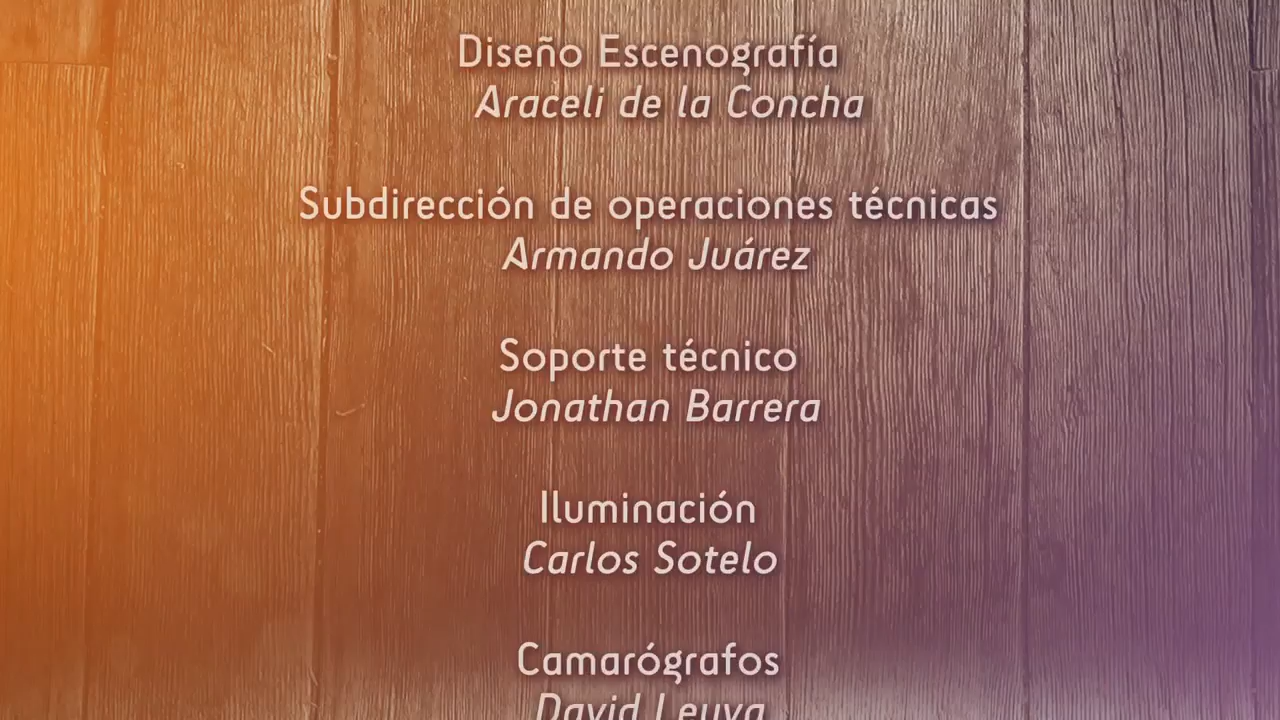 Diseño Escenografía
Araceli de la Concha
Subdirección de operaciones técnicas
Armando Juárez
Soporte técnico
Jonathan Barrera
Iluminación
Carlos Sotelo
Camarógrafos
David